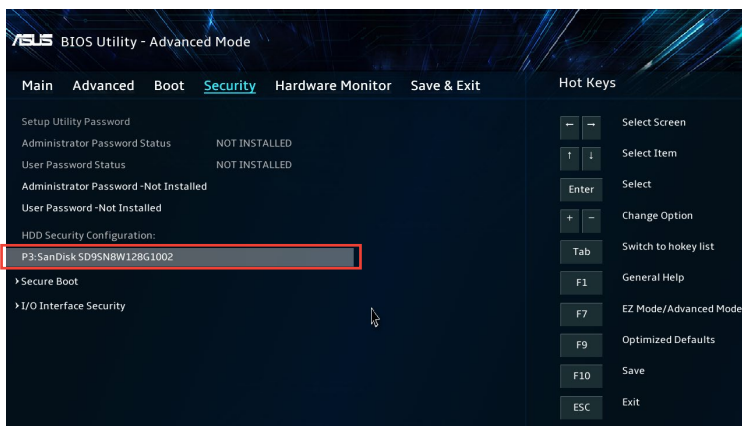 ASUS BIOS Utility - Advanced Mode
Main Advanced Boot Security Hardware Monitor Save & Exit
Setup Utility Password
Administrator Password Status NOT INSTALLED
User Password Status NOT INSTALLED
Administrator Password -Not Installed
User Password -Not Installed
HDD Security Configuration:
P3:SanDisk SD9SN8W128G1002
Secure Boot
I/O Interface Security
Hot Keys
← → Select Screen
↑ ↓ Select Item
Enter Select
+ − Change Option
Tab Switch to hokey list
F1 General Help
F7 EZ Mode/Advanced Mode
F9 Optimized Defaults
F10 Save
ESC Exit